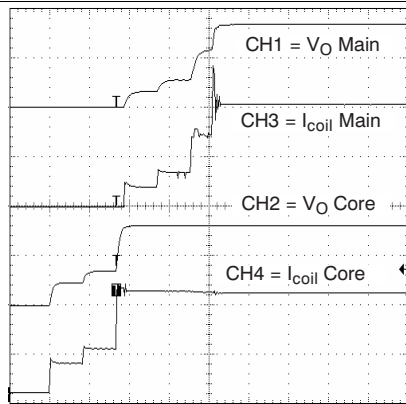 CH1 = VO Main
CH3 = Icoil Main
CH2 = VO Core
CH4 = Icoil Core